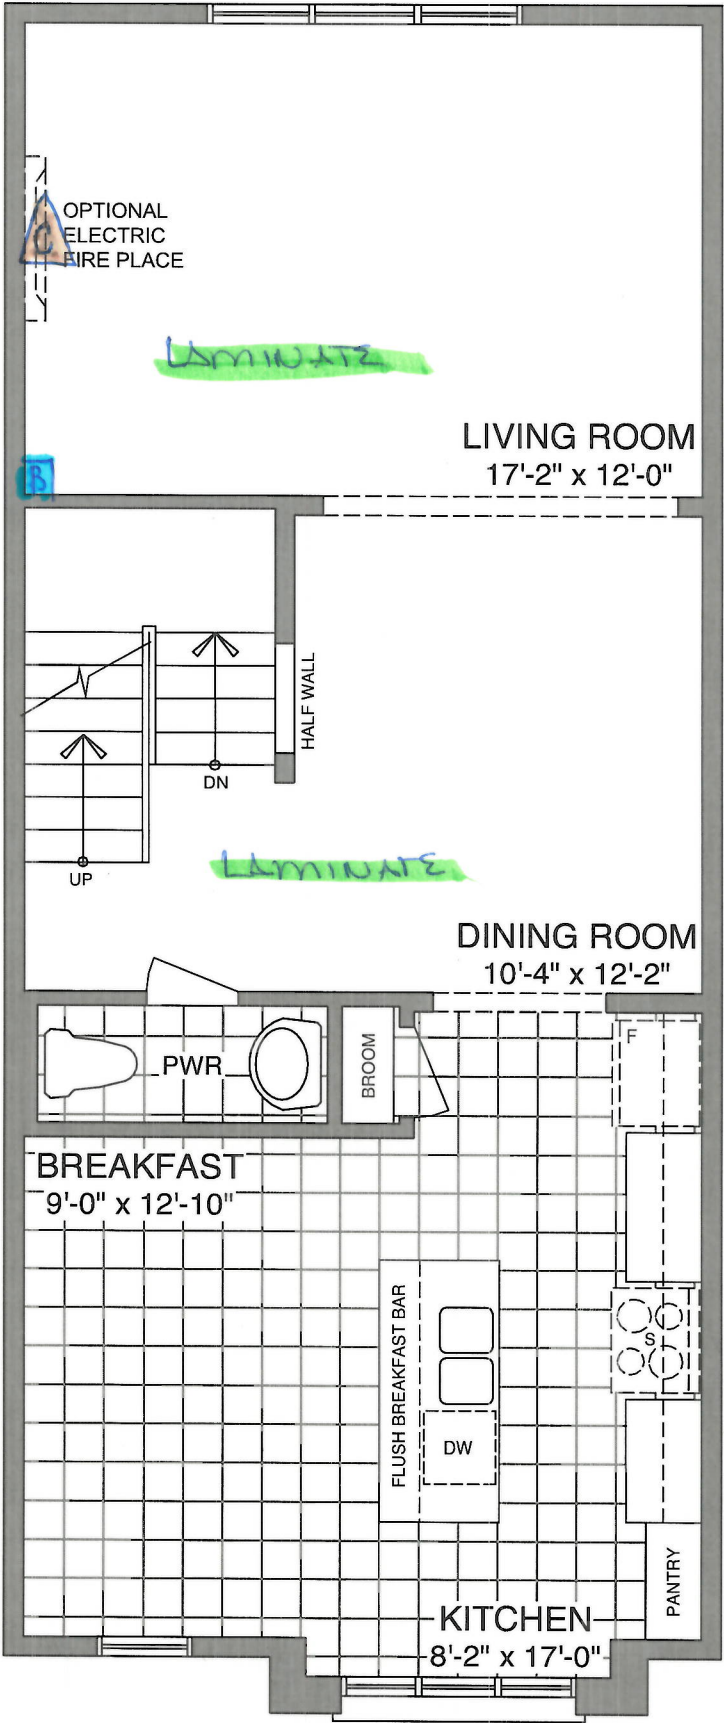 OPTIONAL
ELECTRIC
FIRE PLACE
C
LAMINATE
LIVING ROOM
17'-2" x 12'-0"
B
HALF WALL
DN
UP
LAMINATE
DINING ROOM
10'-4" x 12'-2"
PWR
BROOM
F
BREAKFAST
9'-0" x 12'-10"
FLUSH BREAKFAST BAR
S
DW
PANTRY
KITCHEN
8'-2" x 17'-0"